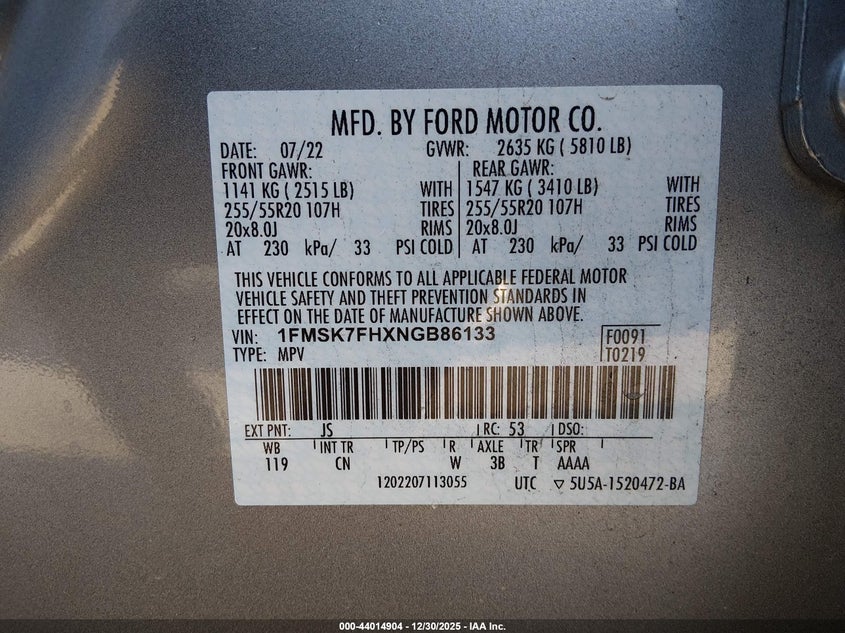 MFD. BY FORD MOTOR CO.
DATE: 07/22 GVWR: 2635 KG ( 5810 LB)
FRONT GAWR: REAR GAWR:
1141 KG ( 2515 LB) WITH 1547 KG ( 3410 LB) WITH
255/55R20 107H TIRES 255/55R20 107H TIRES
20x8.0J RIMS 20x8.0J RIMS
AT 230 kPa/ 33 PSI COLD AT 230 kPa/ 33 PSI COLD
THIS VEHICLE CONFORMS TO ALL APPLICABLE FEDERAL MOTOR
VEHICLE SAFETY AND THEFT PREVENTION STANDARDS IN
EFFECT ON THE DATE OF MANUFACTURE SHOWN ABOVE.
VIN: 1FMSK7FHXNGB86133 F0091
TYPE: MPV T0219
EXT PNT: JS RC: 53 DSO:
WB INT TR TP/PS R AXLE TR SPR
119 CN W 3B T AAAA
1202207113055 UTC ▽ 5U5A-1520472-BA
000-44014904 - 12/30/2025 - IAA Inc.